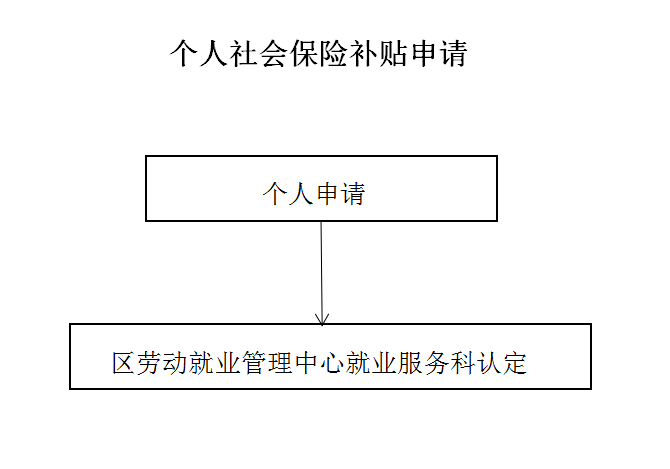 个人社会保险补贴申请
个人申请
区劳动就业管理中心就业服务科认定